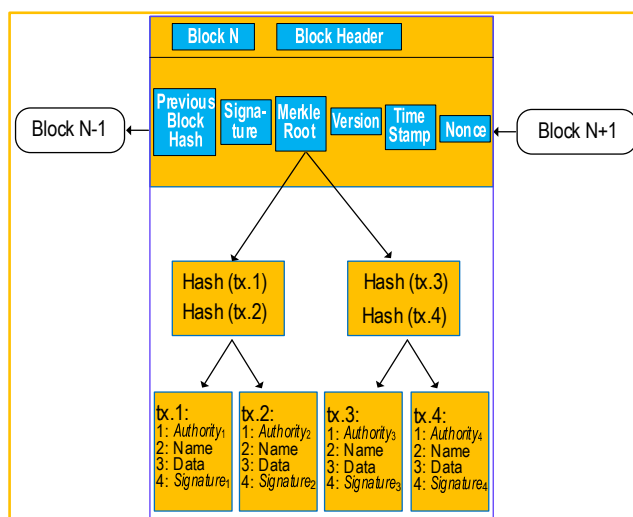 Block N
Block Header
Block N-1
Previous
Block
Hash
Signa-
ture
Merkle
Root
Version
Time
Stamp
Nonce
Block N+1
Hash (tx.1)
Hash (tx.2)
Hash (tx.3)
Hash (tx.4)
tx.1:
1: Authority₁
2: Name
3: Data
4: Signature₁
tx.2:
1: Authority₂
2: Name
3: Data
4: Signature₂
tx.3:
1: Authority₃
2: Name
3: Data
4: Signature₃
tx.4:
1: Authority₄
2: Name
3: Data
4: Signature₄